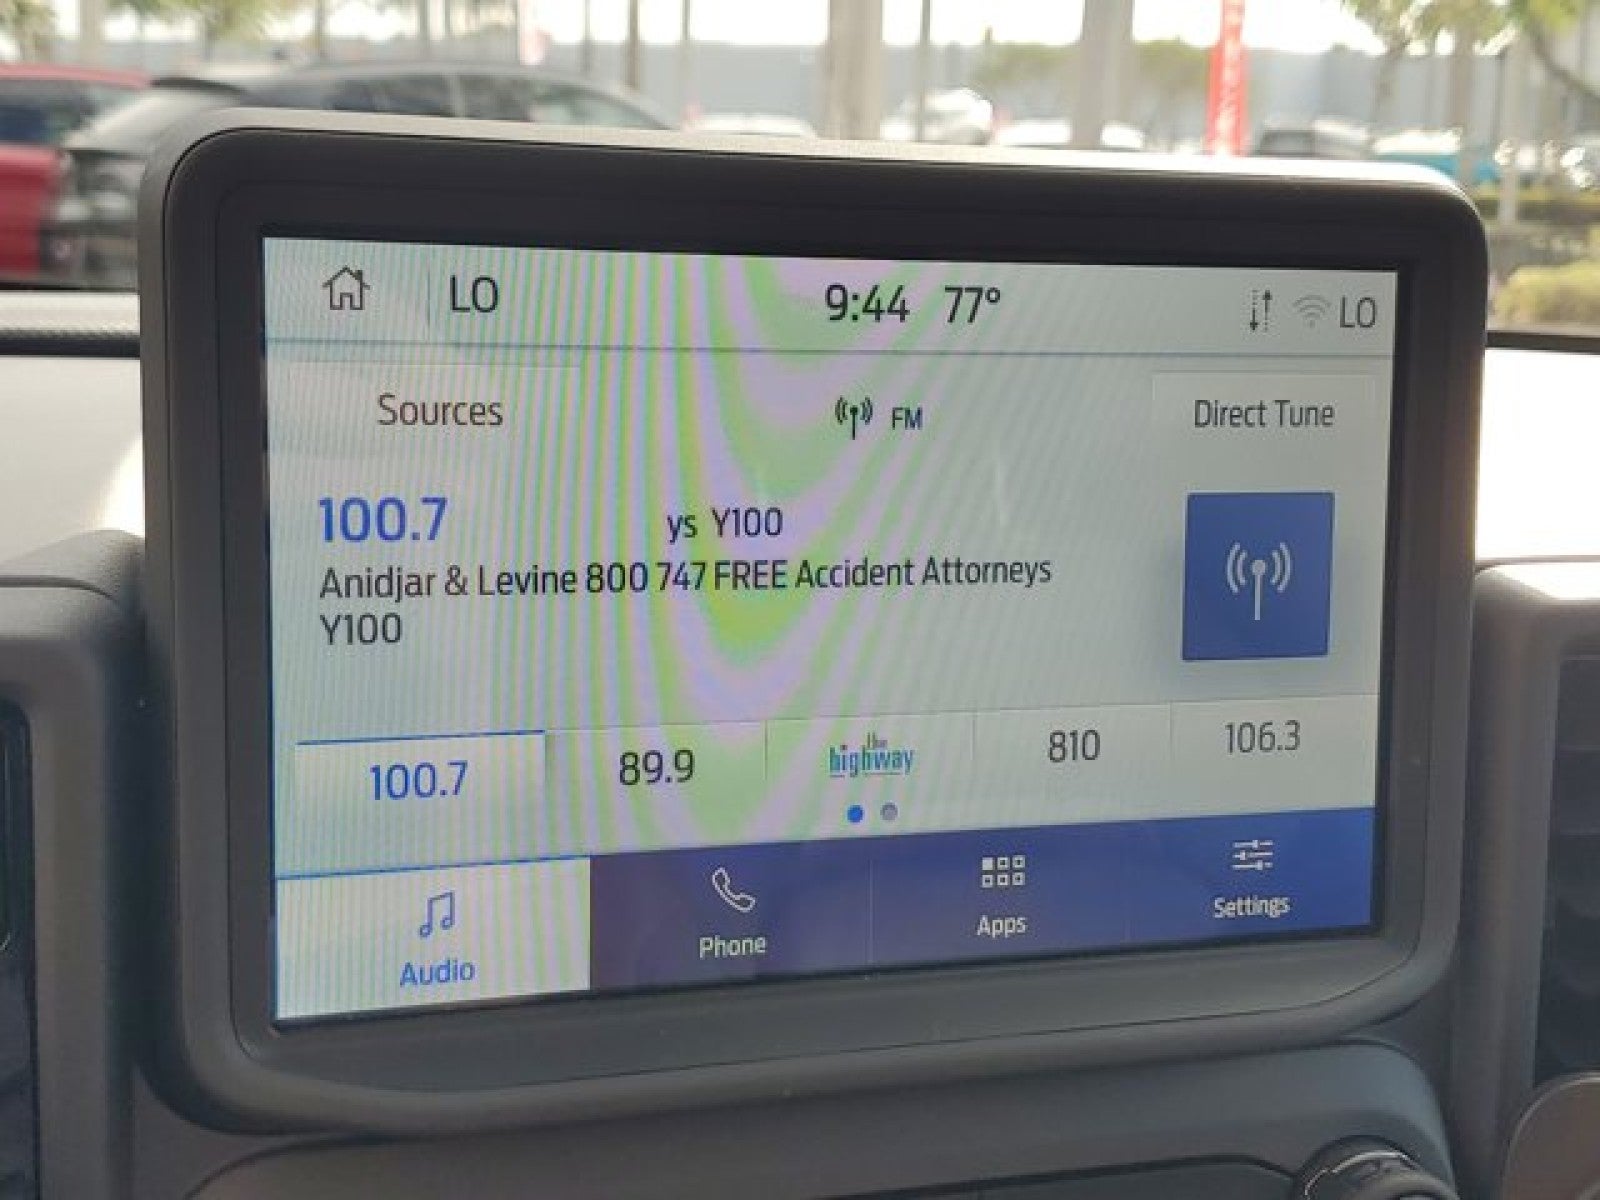 LO 9:44 77° LO
Sources FM Direct Tune
100.7 ys Y100
Anidjar & Levine 800 747 FREE Accident Attorneys
Y100
100.7 89.9 the highway 810 106.3
Audio Phone Apps Settings